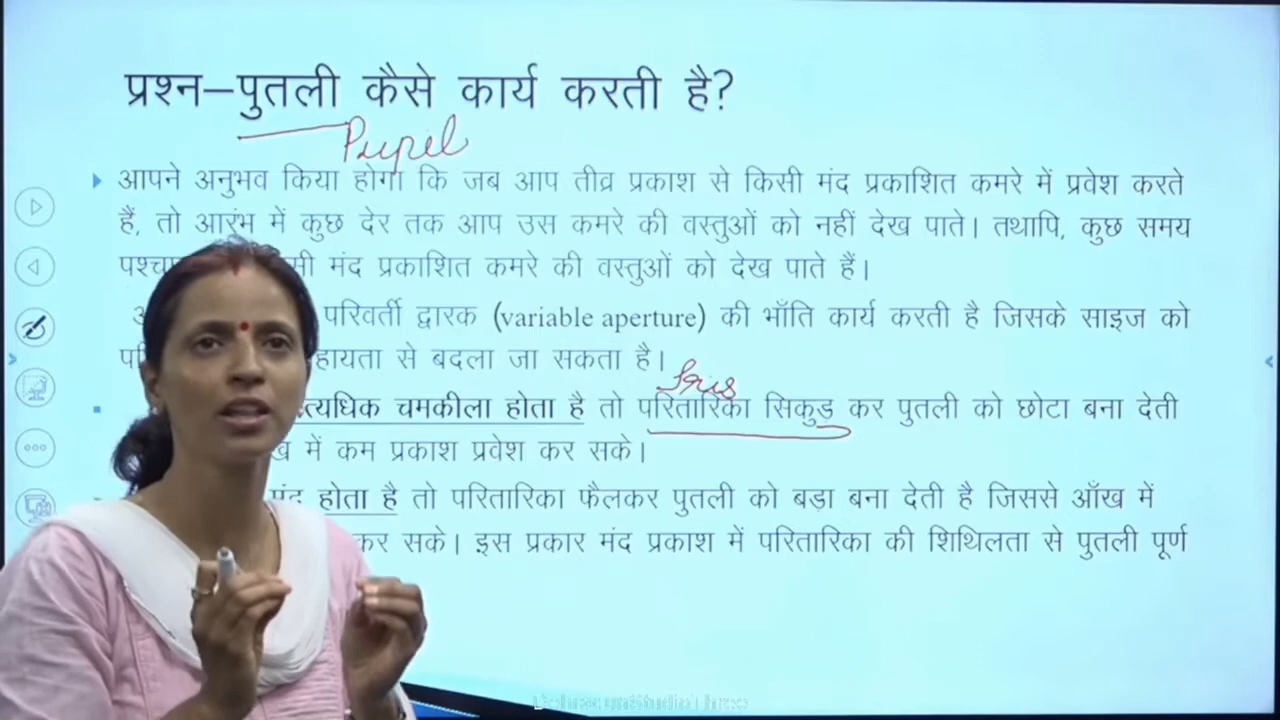 प्रश्न–पुतली कैसे कार्य करती है?
Pupil
आपने अनुभव किया होगा कि जब आप तीव्र प्रकाश से किसी मंद प्रकाशित कमरे में प्रवेश करते
हैं, तो आरंभ में कुछ देर तक आप उस कमरे की वस्तुओं को नहीं देख पाते। तथापि, कुछ समय
मंद प्रकाशित कमरे की वस्तुओं को देख पाते हैं।
परिवर्ती द्वारक (variable aperture) की भाँति कार्य करती है जिसके साइज को
से बदला जा सकता है।
Iris
चमकीला होता है तो परितारिका सिकुड़ कर पुतली को छोटा बना देती
में कम प्रकाश प्रवेश कर सके।
मंद होता है तो परितारिका फैलकर पुतली को बड़ा बना देती है जिससे आँख में
कर सके। इस प्रकार मंद प्रकाश में परितारिका की शिथिलता से पुतली पूर्ण